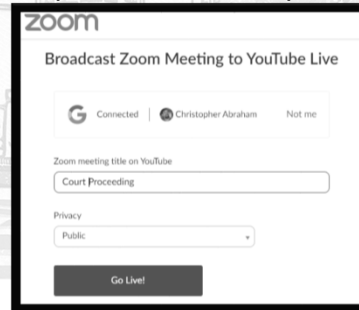 zoom
Broadcast Zoom Meeting to YouTube Live
G Connected Christopher Abraham Not me
Zoom meeting title on YouTube
Court Proceeding
Privacy
Public
Go Live!